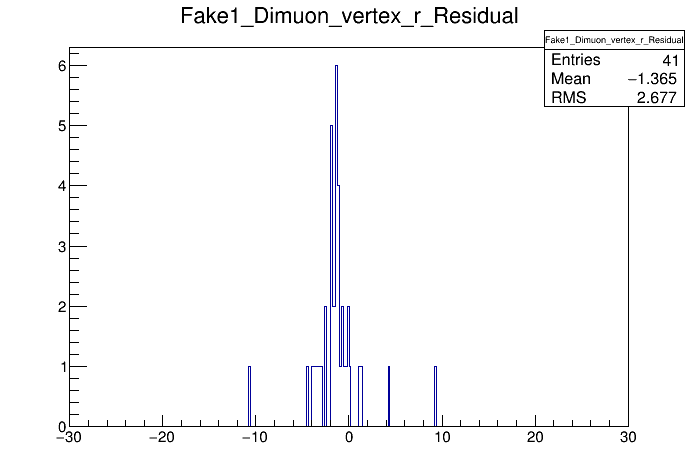 Fake1_Dimuon_vertex_r_Residual
Fake1_Dimuon_vertex_r_Residual
Entries 41
Mean −1.365
RMS 2.677
6
5
4
3
2
1
0
−30 −20 −10 0 10 20 30